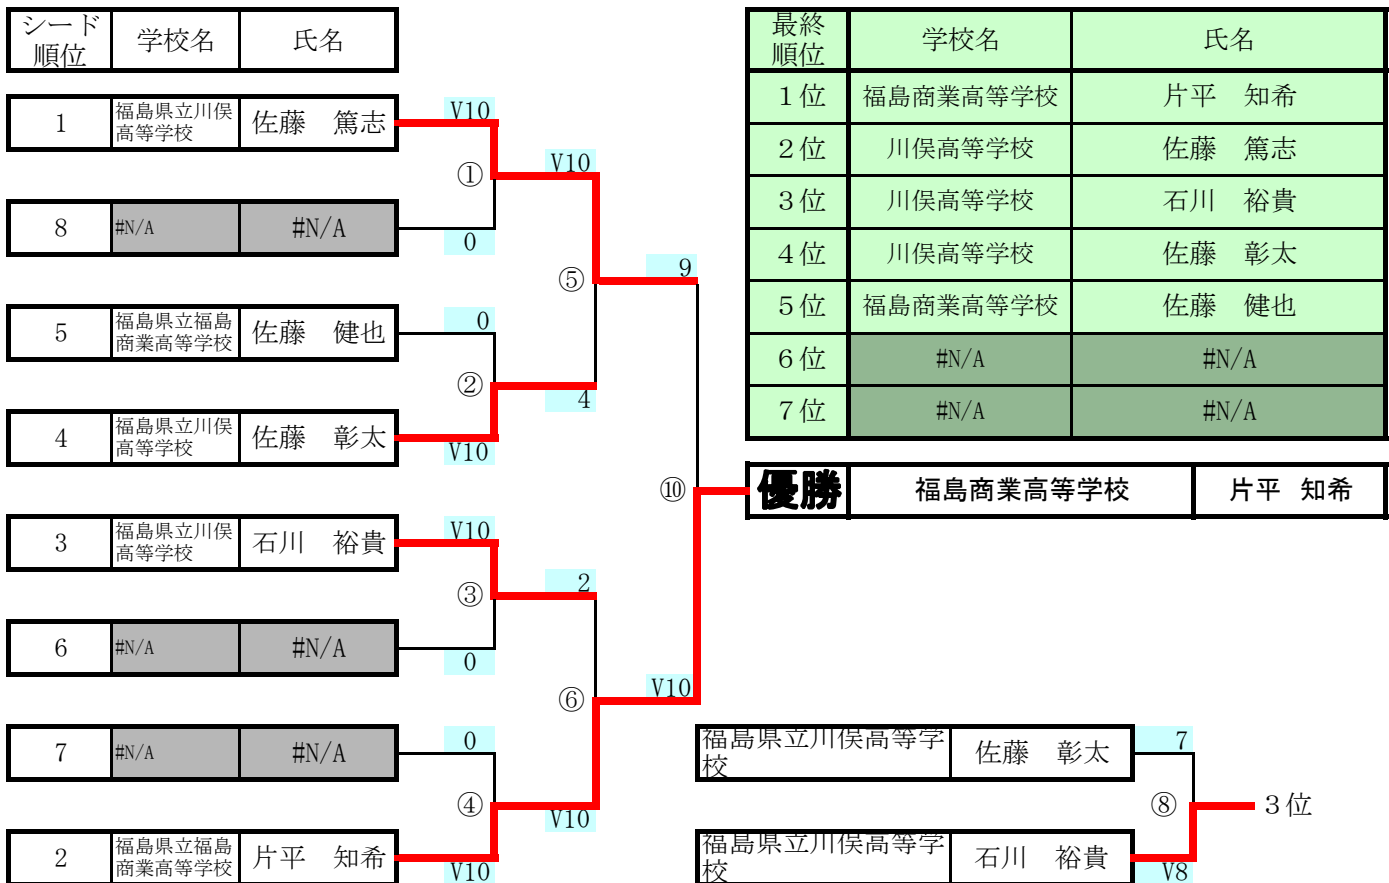 シード
順位
学校名
氏名
1
福島県立川俣
高等学校
佐藤　篤志
V10
①
V10
8
#N/A
#N/A
0
⑤
9
5
福島県立福島
商業高等学校
佐藤　健也
0
②
4
4
福島県立川俣
高等学校
佐藤　彰太
V10
⑩
3
福島県立川俣
高等学校
石川　裕貴
V10
③
2
6
#N/A
#N/A
0
⑥
V10
7
#N/A
#N/A
0
④
V10
2
福島県立福島
商業高等学校
片平　知希
V10
最終
順位
学校名
氏名
１位
福島商業高等学校
片平　知希
２位
川俣高等学校
佐藤　篤志
３位
川俣高等学校
石川　裕貴
４位
川俣高等学校
佐藤　彰太
５位
福島商業高等学校
佐藤　健也
６位
#N/A
#N/A
７位
#N/A
#N/A
優勝
福島商業高等学校
片平　知希
福島県立川俣高等学
校
佐藤　彰太
7
⑧
３位
福島県立川俣高等学
校
石川　裕貴
V8